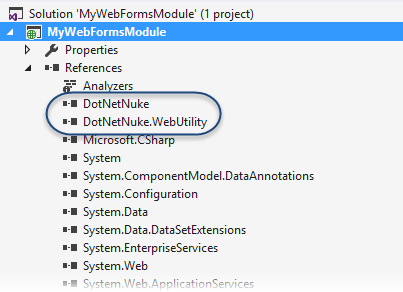 Solution 'MyWebFormsModule' (1 project)
MyWebFormsModule
Properties
References
Analyzers
DotNetNuke
DotNetNuke.WebUtility
Microsoft.CSharp
System
System.ComponentModel.DataAnnotations
System.Configuration
System.Data
System.Data.DataSetExtensions
System.EnterpriseServices
System.Web
System.Web.ApplicationServices